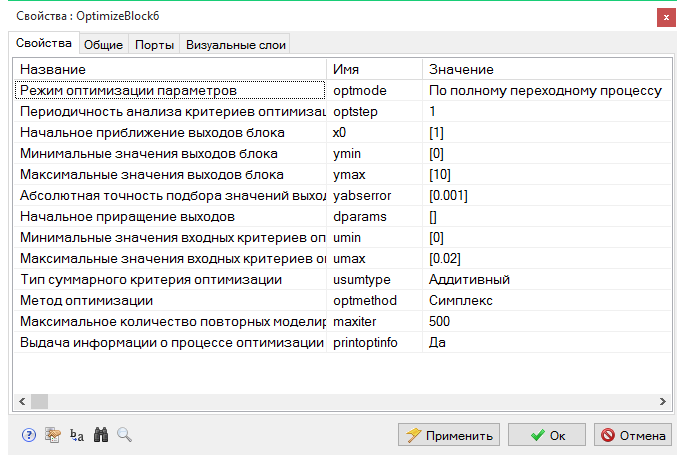 Свойства : OptimizeBlock6
x
Свойства Общие Порты Визуальные слои
Название Имя Значение
Режим оптимизации параметров optmode По полному переходному процессу
Периодичность анализа критериев оптимизац optstep 1
Начальное приближение выходов блока x0 [1]
Минимальные значения выходов блока ymin [0]
Максимальные значения выходов блока ymax [10]
Абсолютная точность подбора значений выход yabserror [0.001]
Начальное приращение выходов dparams []
Минимальные значения входных критериев оп umin [0]
Максимальные значения входных критериев оп umax [0.02]
Тип суммарного критерия оптимизации usumtype Аддитивный
Метод оптимизации optmethod Симплекс
Максимальное количество повторных моделир maxiter 500
Выдача информации о процессе оптимизации printoptinfo Да
Применить Ок Отмена